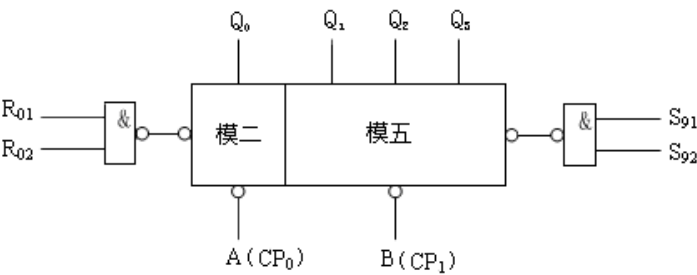 Q₀ Q₁ Q₂ Q₃
R₀₁ & 模二 模五 & S₉₁
R₀₂ S₉₂
A(CP₀) B(CP₁)